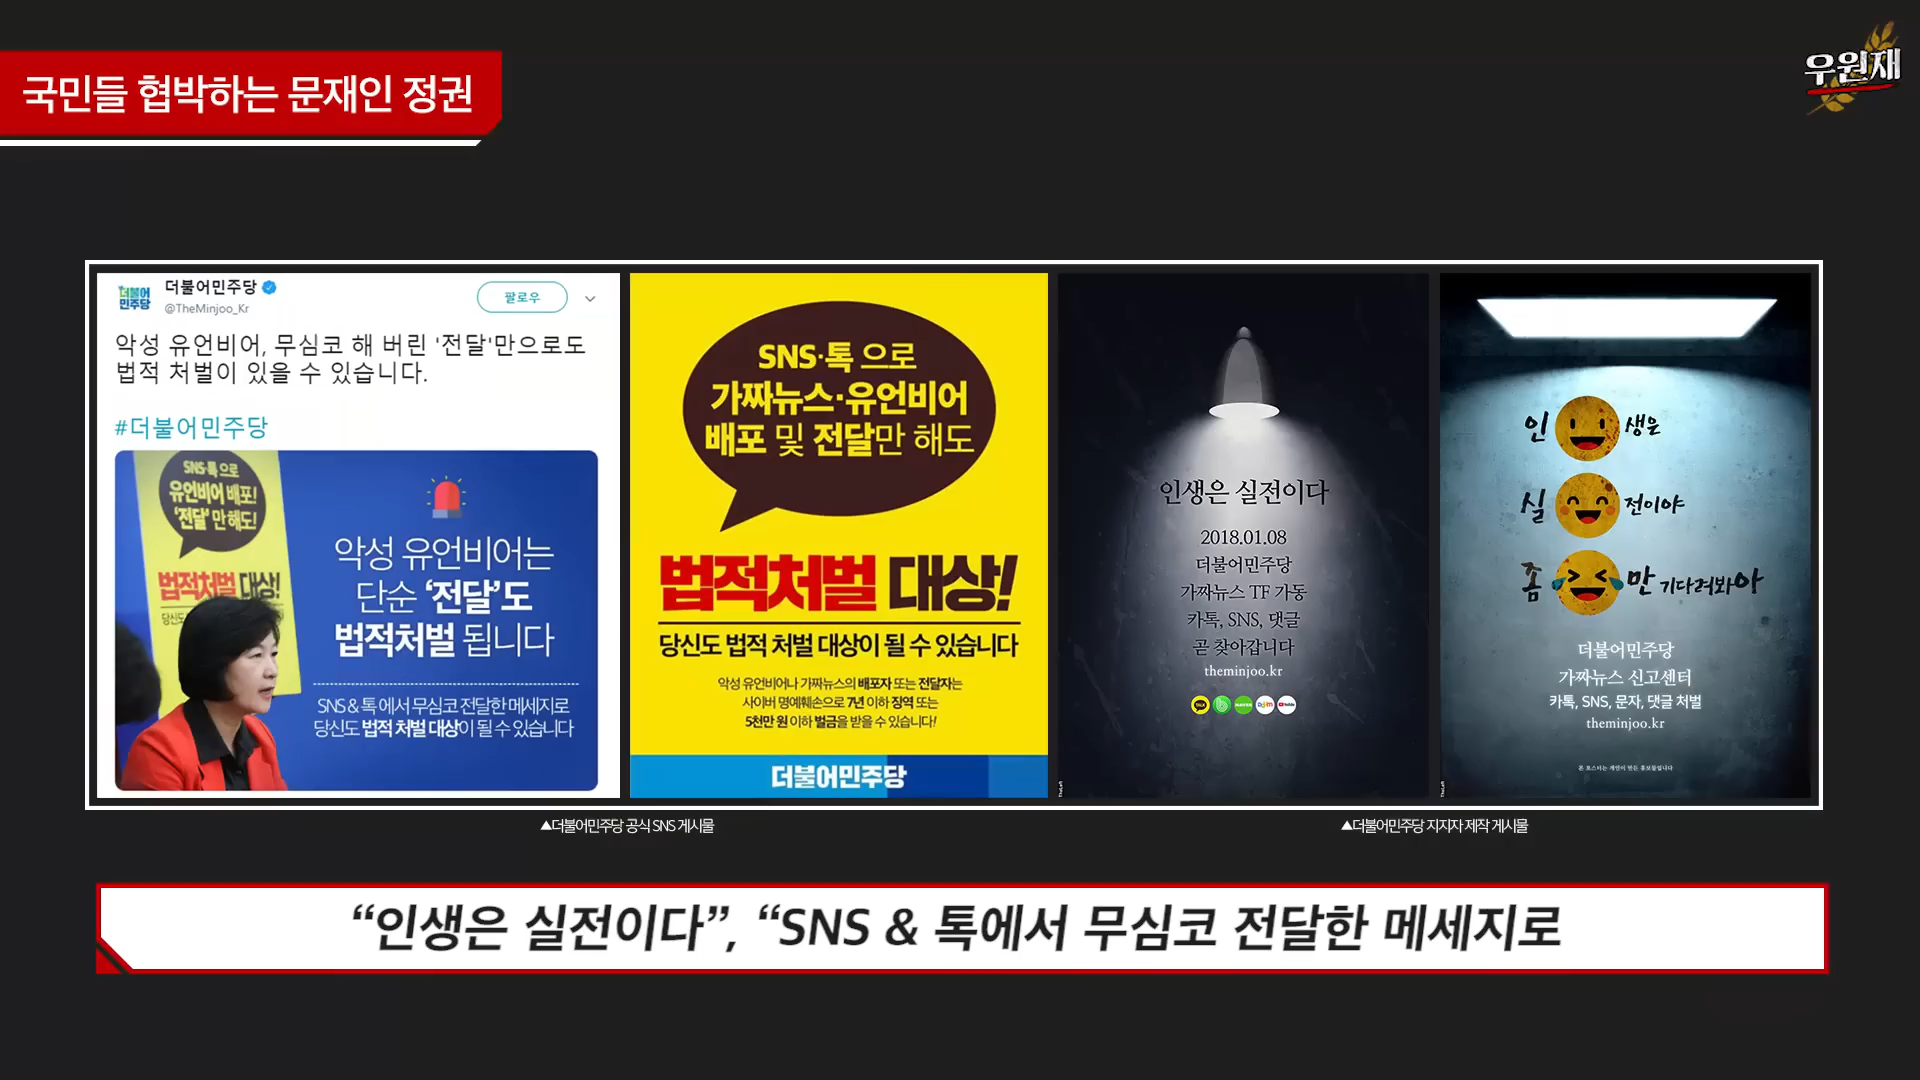 국민들 협박하는 문재인 정권
우원재
더불어민주당
@TheMinjoo_Kr
팔로우
악성 유언비어, 무심코 해 버린 '전달'만으로도
법적 처벌이 있을 수 있습니다.
#더불어민주당
SNS·톡으로
유언비어 배포!
'전달'만 해도!
법적처벌 대상!
악성 유언비어는
단순 ‘전달’도
법적처벌 됩니다
SNS & 톡 에서 무심코 전달한 메세지로
당신도 법적 처벌 대상이 될 수 있습니다
SNS·톡 으로
가짜뉴스·유언비어
배포 및 전달만 해도
법적처벌 대상!
당신도 법적 처벌 대상이 될 수 있습니다
악성 유언비어나 가짜뉴스의 배포자 또는 전달자는
사이버 명예훼손으로 7년 이하 징역 또는
5천만 원 이하 벌금을 받을 수 있습니다!
더불어민주당
인생은 실전이다
2018.01.08
더불어민주당
가짜뉴스 TF 가동
카톡, SNS, 댓글
곧 찾아갑니다
theminjoo.kr
인 생은
실 전이야
좀 만 기다려봐아
더불어민주당
가짜뉴스 신고센터
카톡, SNS, 문자, 댓글 처벌
theminjoo.kr
본 포스터는 개인이 만든 홍보물입니다
▲더불어민주당 공식 SNS 게시물
▲더불어민주당 지지자 제작 게시물
“인생은 실전이다”, “SNS & 톡에서 무심코 전달한 메세지로